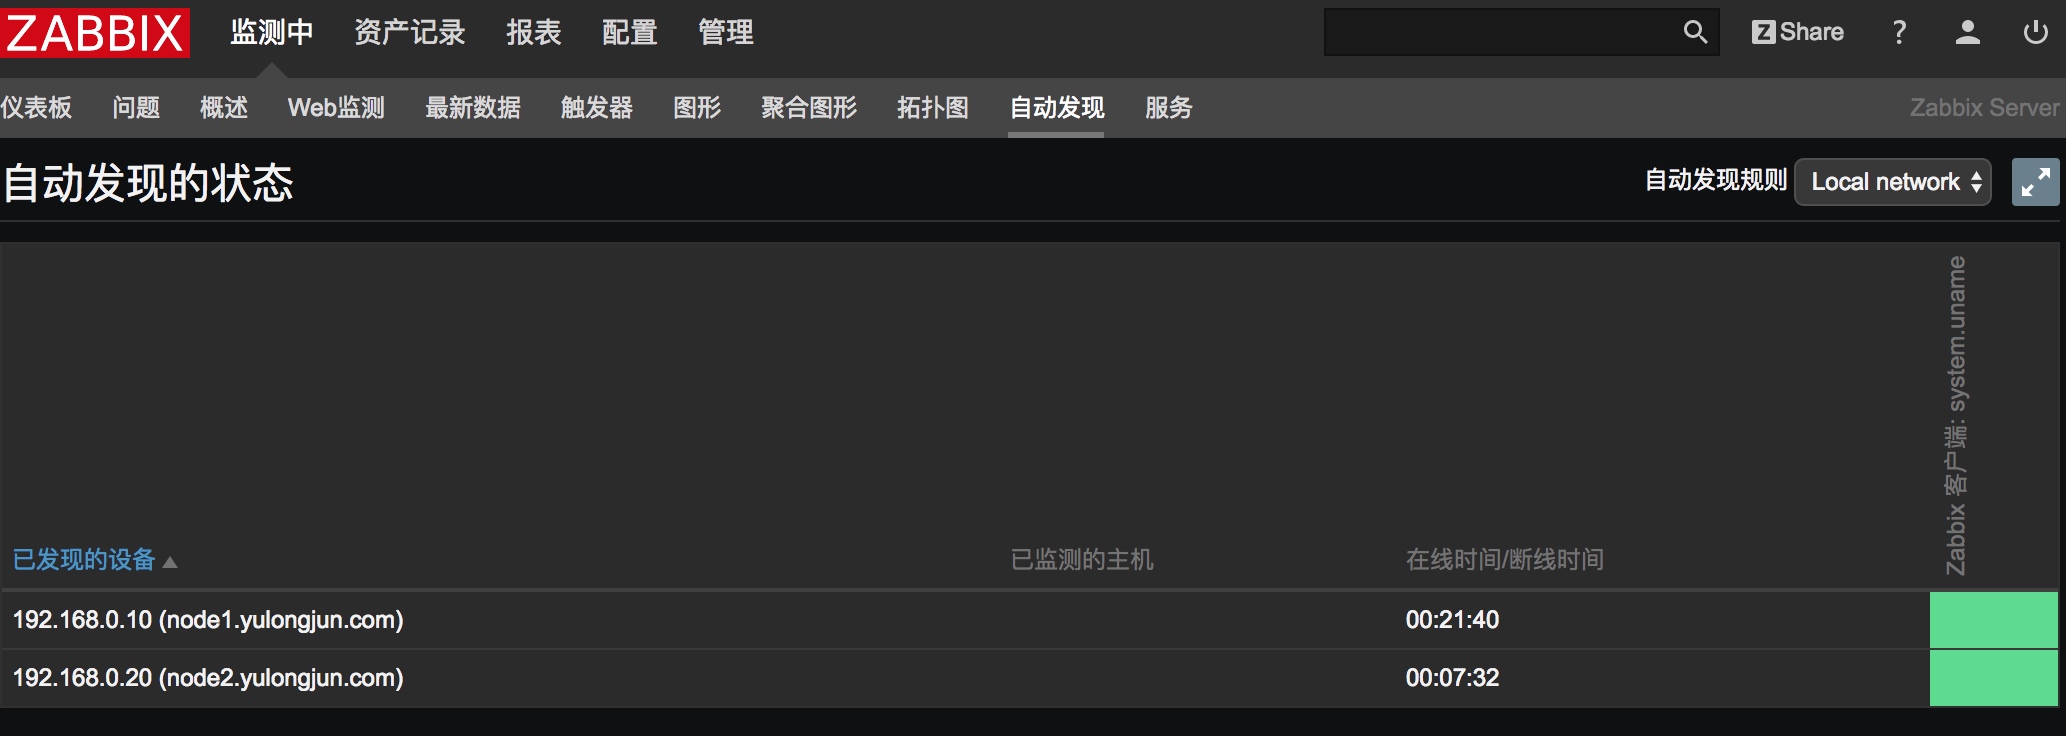 ZABBIX 监测中 资产记录 报表 配置 管理 Z Share ?
仪表板 问题 概述 Web监测 最新数据 触发器 图形 聚合图形 拓扑图 自动发现 服务 Zabbix Server
自动发现的状态 自动发现规则 Local network
Zabbix 客户端: system.uname
已发现的设备 已监测的主机 在线时间/断线时间
192.168.0.10 (node1.yulongjun.com) 00:21:40
192.168.0.20 (node2.yulongjun.com) 00:07:32